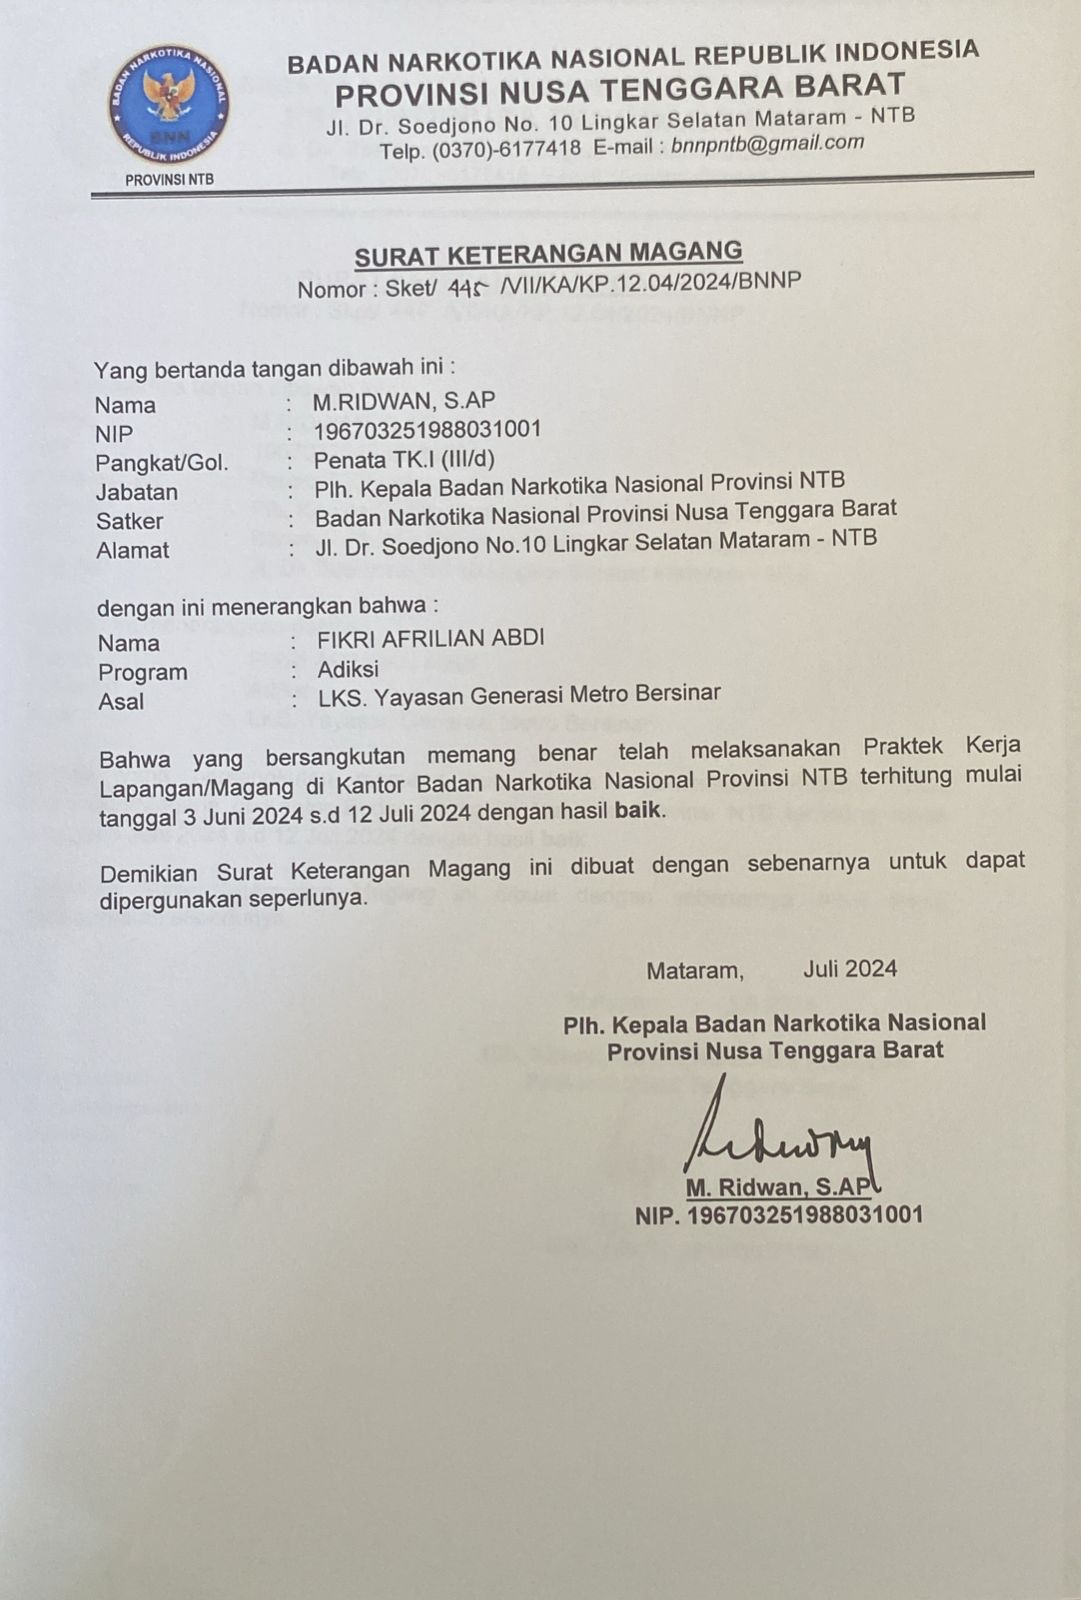 BADAN NARKOTIKA NASIONAL
BNN
REPUBLIK INDONESIA
PROVINSI NTB
BADAN NARKOTIKA NASIONAL REPUBLIK INDONESIA
PROVINSI NUSA TENGGARA BARAT
Jl. Dr. Soedjono No. 10 Lingkar Selatan Mataram - NTB
Telp. (0370)-6177418 E-mail : bnnpntb@gmail.com
SURAT KETERANGAN MAGANG
Nomor : Sket/ 445 /VII/KA/KP.12.04/2024/BNNP
Yang bertanda tangan dibawah ini :
Nama : M.RIDWAN, S.AP
NIP : 196703251988031001
Pangkat/Gol. : Penata TK.I (III/d)
Jabatan : Plh. Kepala Badan Narkotika Nasional Provinsi NTB
Satker : Badan Narkotika Nasional Provinsi Nusa Tenggara Barat
Alamat : Jl. Dr. Soedjono No.10 Lingkar Selatan Mataram - NTB
dengan ini menerangkan bahwa :
Nama : FIKRI AFRILIAN ABDI
Program : Adiksi
Asal : LKS. Yayasan Generasi Metro Bersinar
Bahwa yang bersangkutan memang benar telah melaksanakan Praktek Kerja
Lapangan/Magang di Kantor Badan Narkotika Nasional Provinsi NTB terhitung mulai
tanggal 3 Juni 2024 s.d 12 Juli 2024 dengan hasil baik.
Demikian Surat Keterangan Magang ini dibuat dengan sebenarnya untuk dapat
dipergunakan seperlunya.
Mataram, Juli 2024
Plh. Kepala Badan Narkotika Nasional
Provinsi Nusa Tenggara Barat
M. Ridwan, S.AP
NIP. 196703251988031001